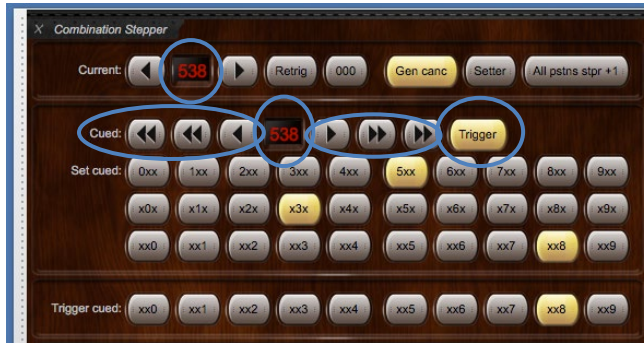 X Combination Stepper
Current: 538 Retrig 000 Gen canc Setter All pstns stpr +1
Cued: 538 Trigger
Set cued: 0xx 1xx 2xx 3xx 4xx 5xx 6xx 7xx 8xx 9xx
x0x x1x x2x x3x x4x x5x x6x x7x x8x x9x
xx0 xx1 xx2 xx3 xx4 xx5 xx6 xx7 xx8 xx9
Trigger cued: xx0 xx1 xx2 xx3 xx4 xx5 xx6 xx7 xx8 xx9